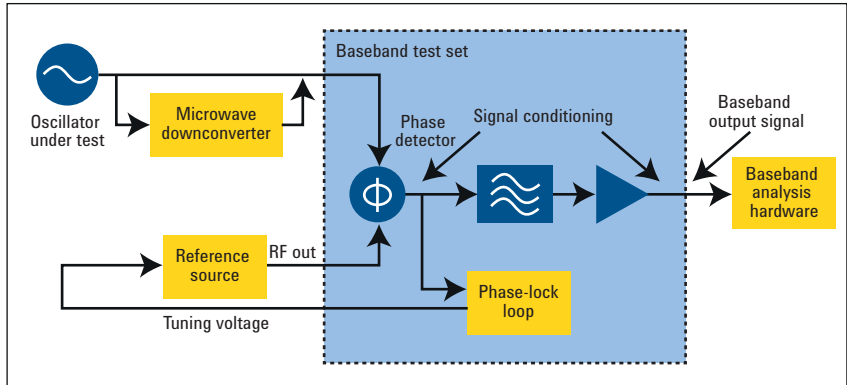 Baseband test set
Oscillator
under test
Microwave
downconverter
Phase
detector
Signal conditioning
Baseband
output signal
ϕ
Baseband
analysis
hardware
Reference
source
RF out
Phase-lock
loop
Tuning voltage